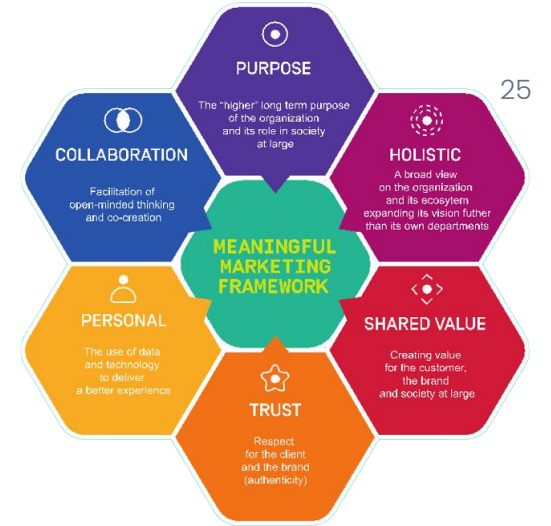 PURPOSE
The "higher" long term purpose
of the organization
and its role in society
at large
25
COLLABORATION
Facilitation of
open-minded thinking
and co-creation
HOLISTIC
A broad view
on the organization
and its ecosytem
expanding its vision futher
than its own departments
MEANINGFUL
MARKETING
FRAMEWORK
PERSONAL
The use of data
and technology
to deliver
a better experience
SHARED VALUE
Creating value
for the customer,
the brand
and society at large
TRUST
Respect
for the client
and the brand
(authenticity)